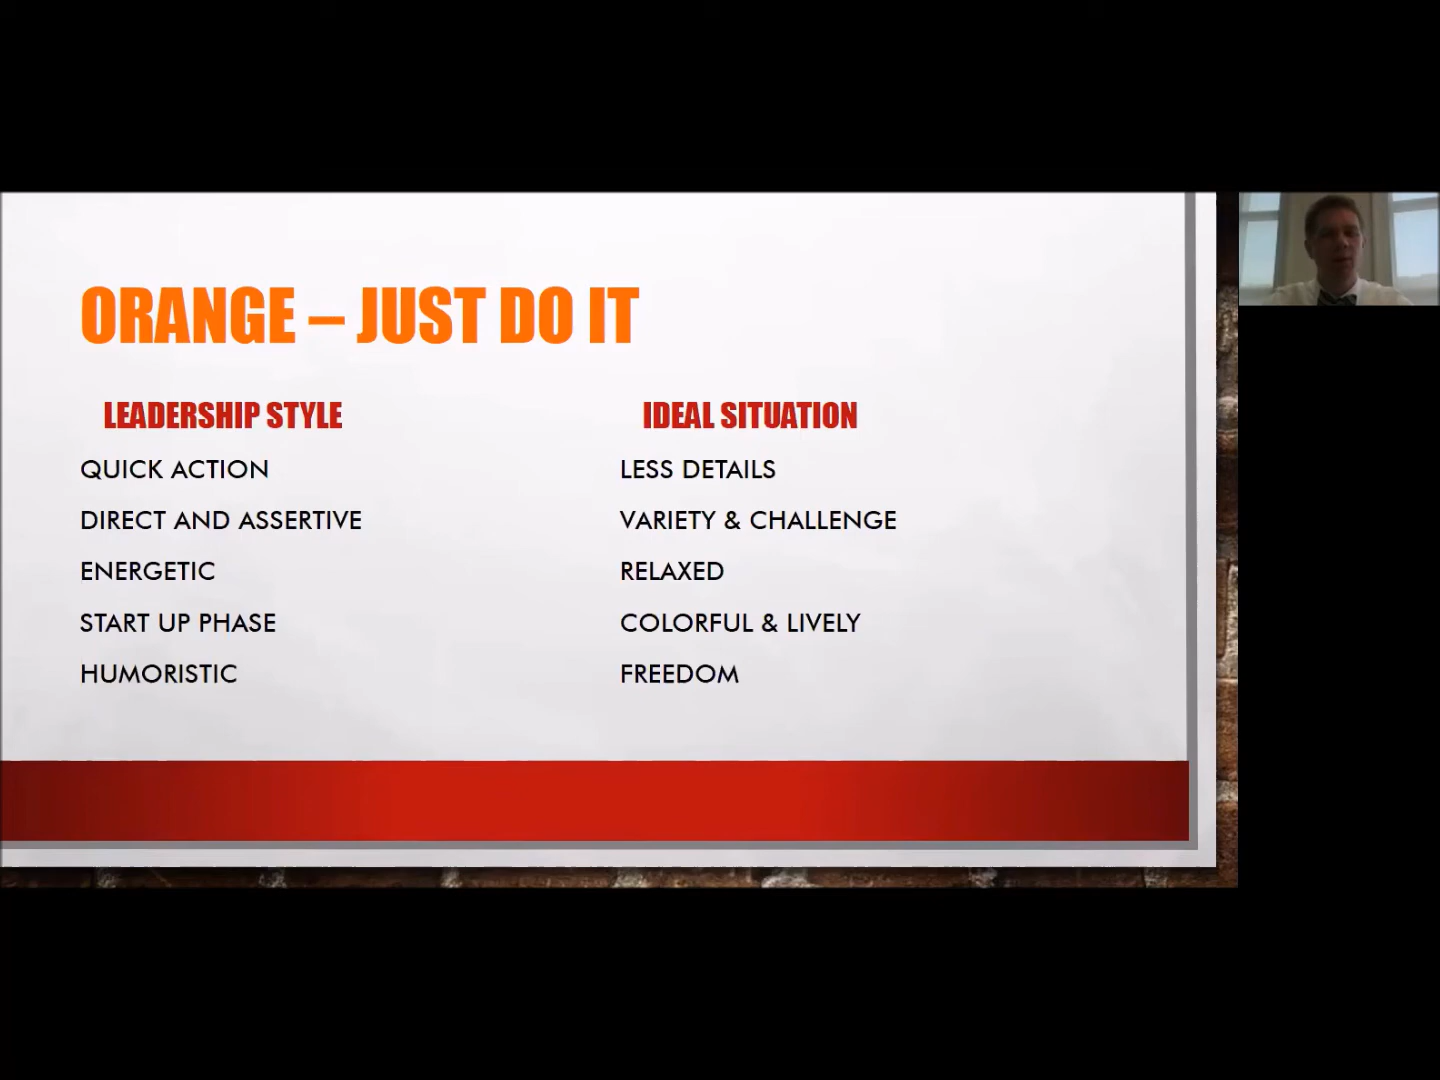 ORANGE – JUST DO IT
LEADERSHIP STYLE
QUICK ACTION
DIRECT AND ASSERTIVE
ENERGETIC
START UP PHASE
HUMORISTIC
IDEAL SITUATION
LESS DETAILS
VARIETY & CHALLENGE
RELAXED
COLORFUL & LIVELY
FREEDOM